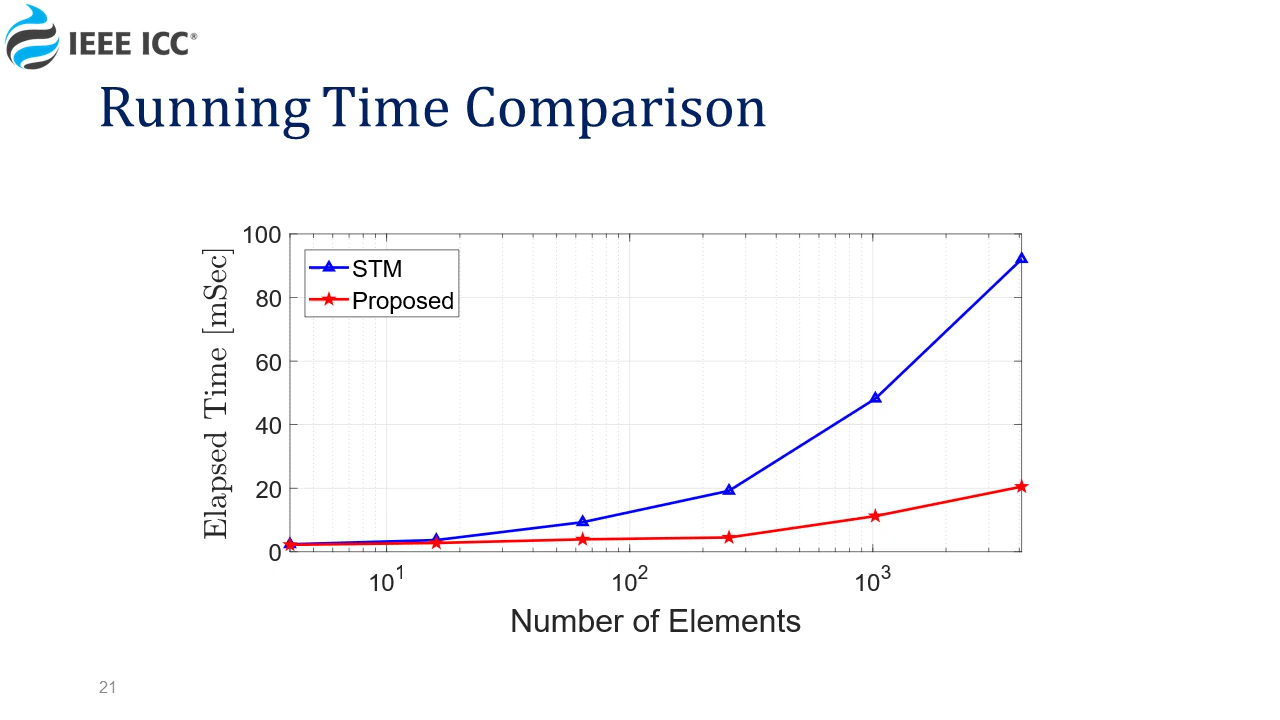 IEEE ICC®
Running Time Comparison
100
80
60
40
20
0
Elapsed Time [mSec]
STM
Proposed
10¹
10²
10³
Number of Elements
21